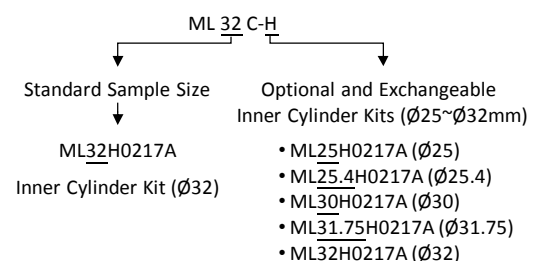 ML 32 C-H
Standard Sample Size
ML32H0217A
Inner Cylinder Kit (Ø32)
Optional and Exchangeable
Inner Cylinder Kits (Ø25~Ø32mm)
• ML25H0217A (Ø25)
• ML25.4H0217A (Ø25.4)
• ML30H0217A (Ø30)
• ML31.75H0217A (Ø31.75)
• ML32H0217A (Ø32)